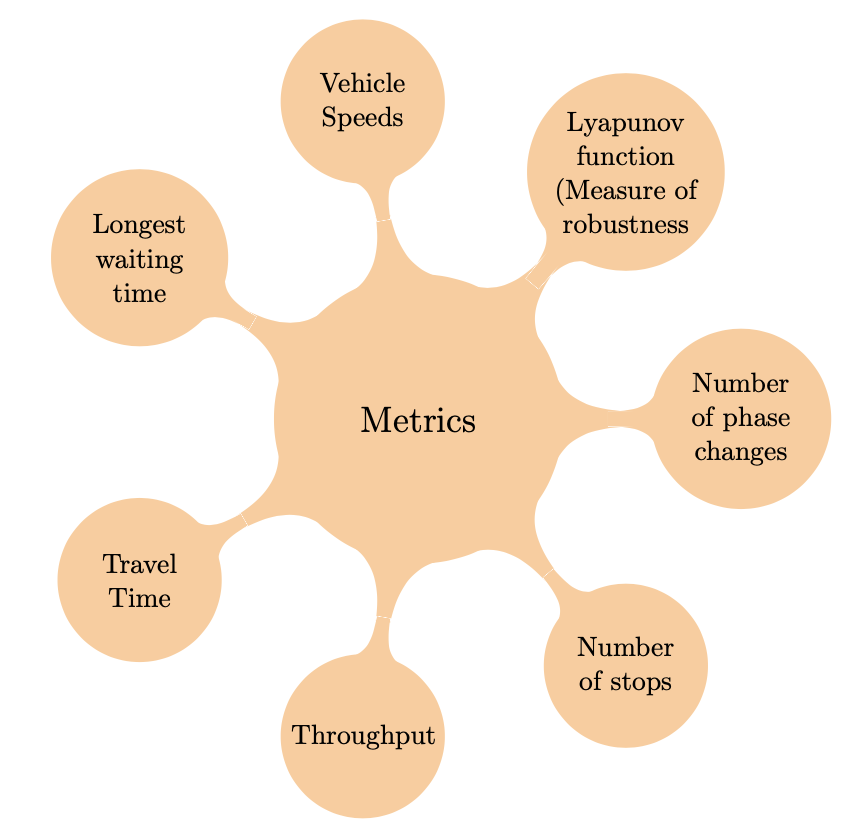 Vehicle
Speeds
Lyapunov
function
(Measure of
robustness
Longest
waiting
time
Number
of phase
changes
Metrics
Travel
Time
Number
of stops
Throughput